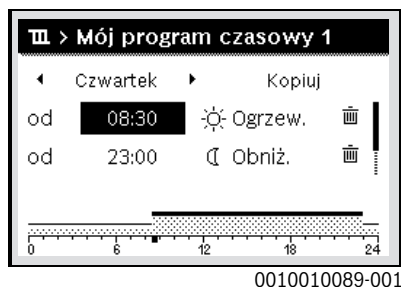 > Mój program czasowy 1
Czwartek Kopiuj
od 08:30 Ogrzew.
od 23:00 Obniż.
0 6 12 18 24
0010010089-001